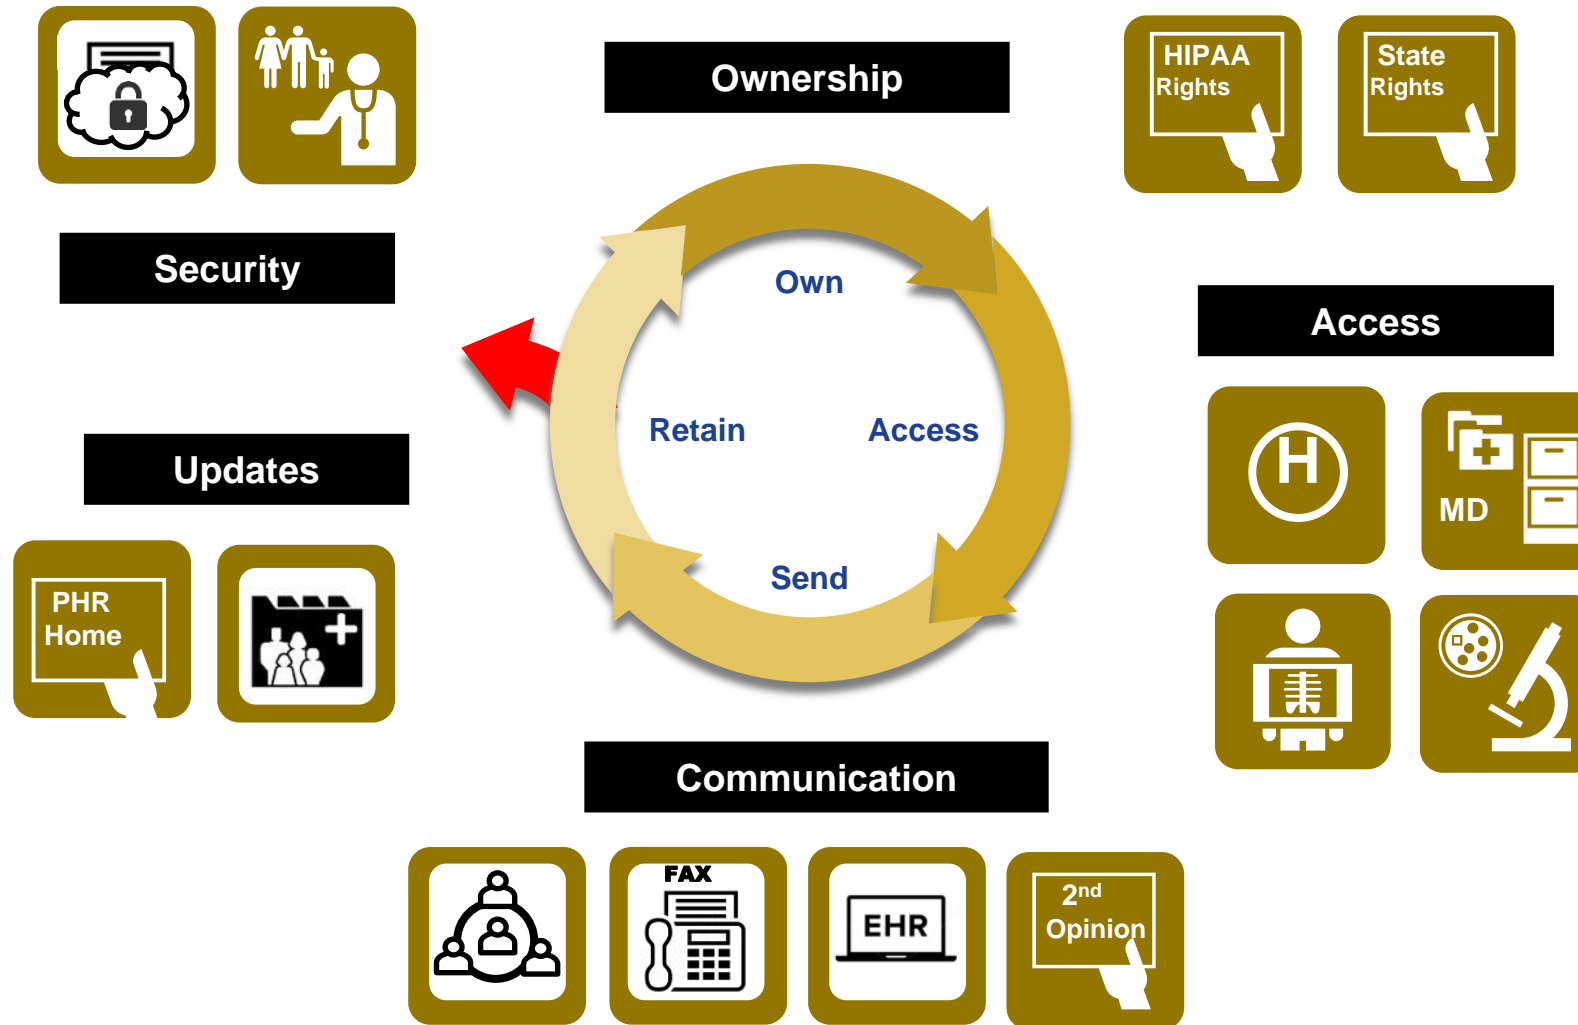 Ownership
HIPAA
Rights
State
Rights
Security
Own
Access
Retain
Access
Updates
H
MD
Send
PHR
Home
Communication
FAX
EHR
2nd
Opinion